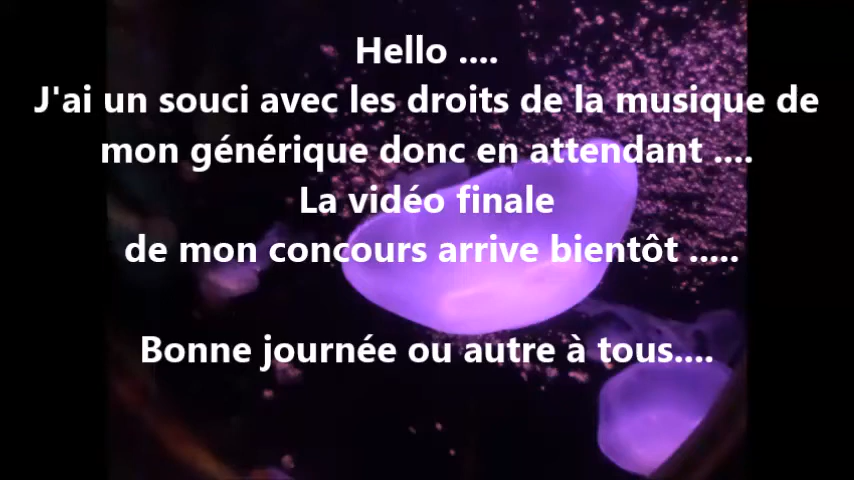 Hello ....
J'ai un souci avec les droits de la musique de
mon générique donc en attendant ....
La vidéo finale
de mon concours arrive bientôt .....
Bonne journée ou autre à tous....